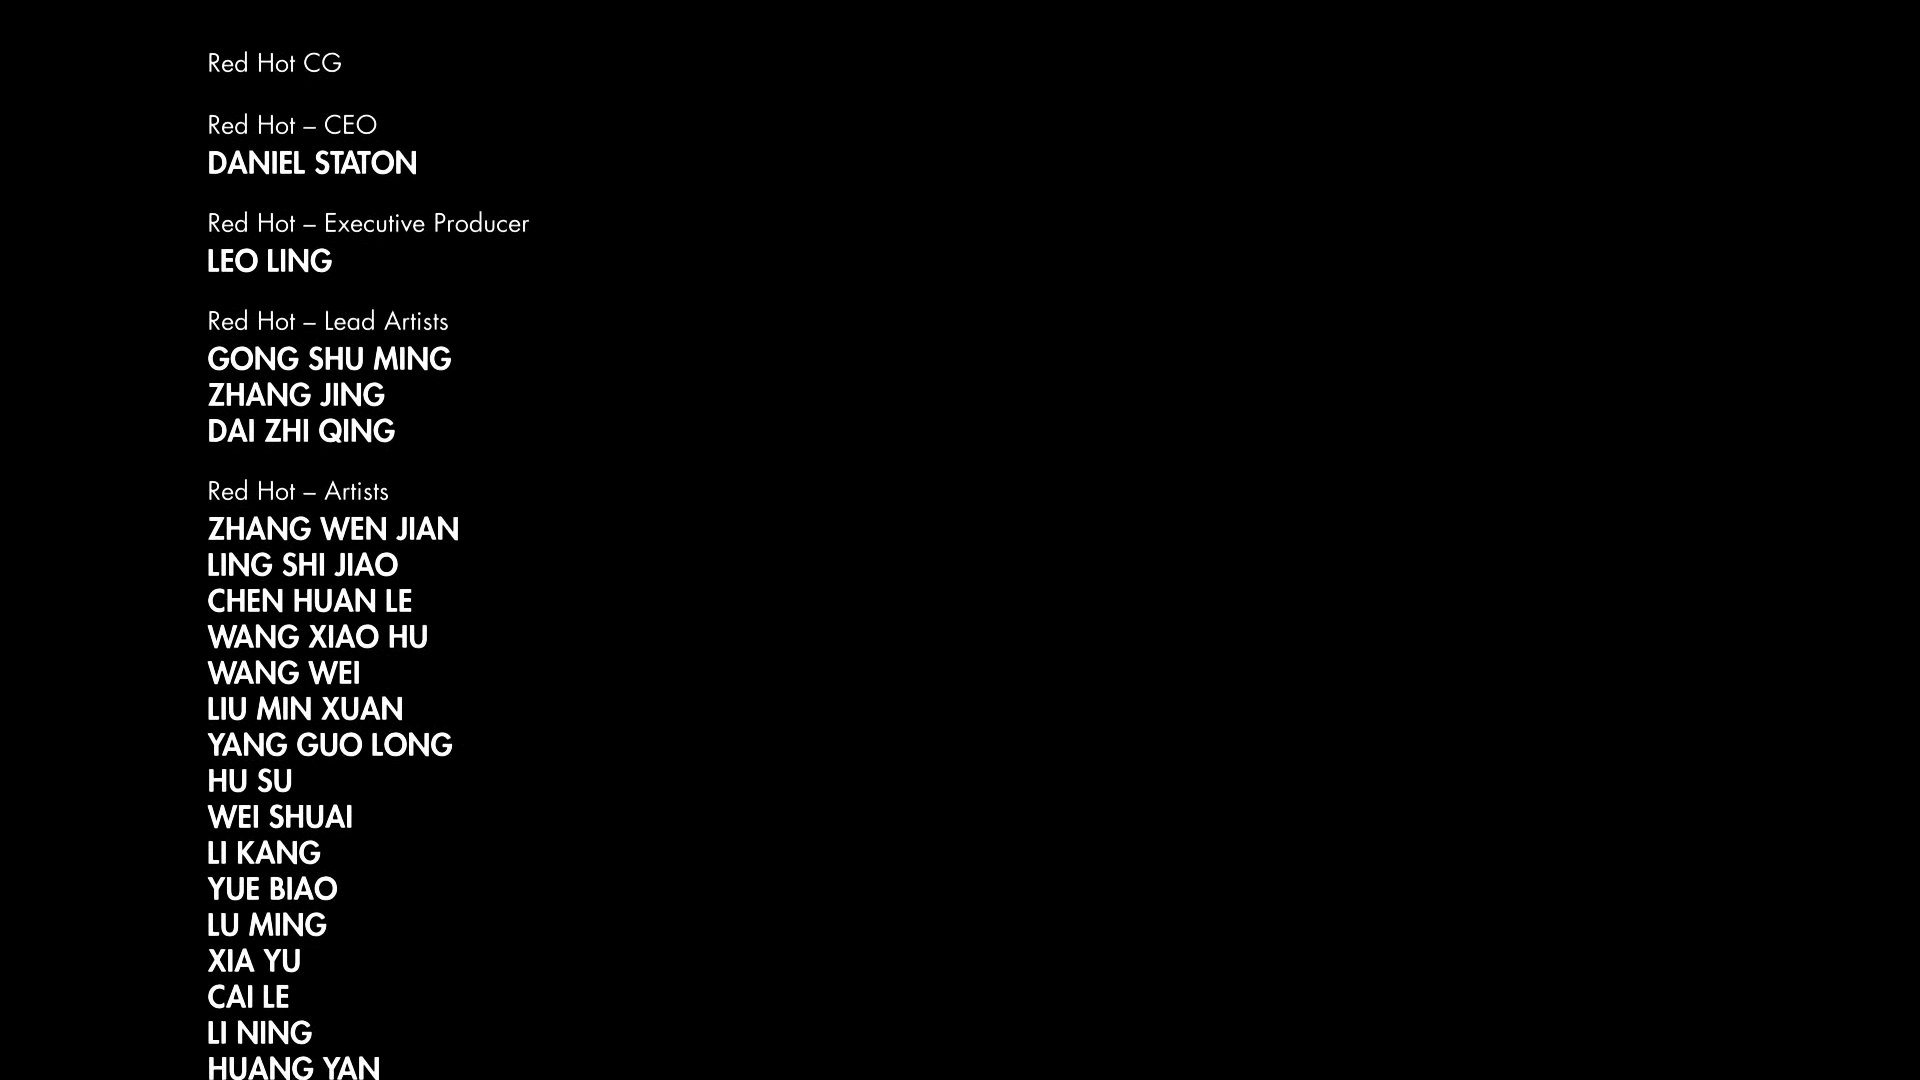 Red Hot CG
Red Hot – CEO
DANIEL STATON
Red Hot – Executive Producer
LEO LING
Red Hot – Lead Artists
GONG SHU MING
ZHANG JING
DAI ZHI QING
Red Hot – Artists
ZHANG WEN JIAN
LING SHI JIAO
CHEN HUAN LE
WANG XIAO HU
WANG WEI
LIU MIN XUAN
YANG GUO LONG
HU SU
WEI SHUAI
LI KANG
YUE BIAO
LU MING
XIA YU
CAI LE
LI NING
HUANG YAN